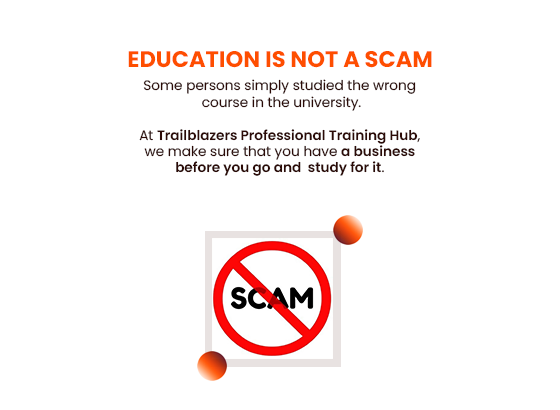 EDUCATION IS NOT A SCAM
Some persons simply studied the wrong
course in the university.
At Trailblazers Professional Training Hub,
we make sure that you have a business
before you go and  study for it.
SCAM